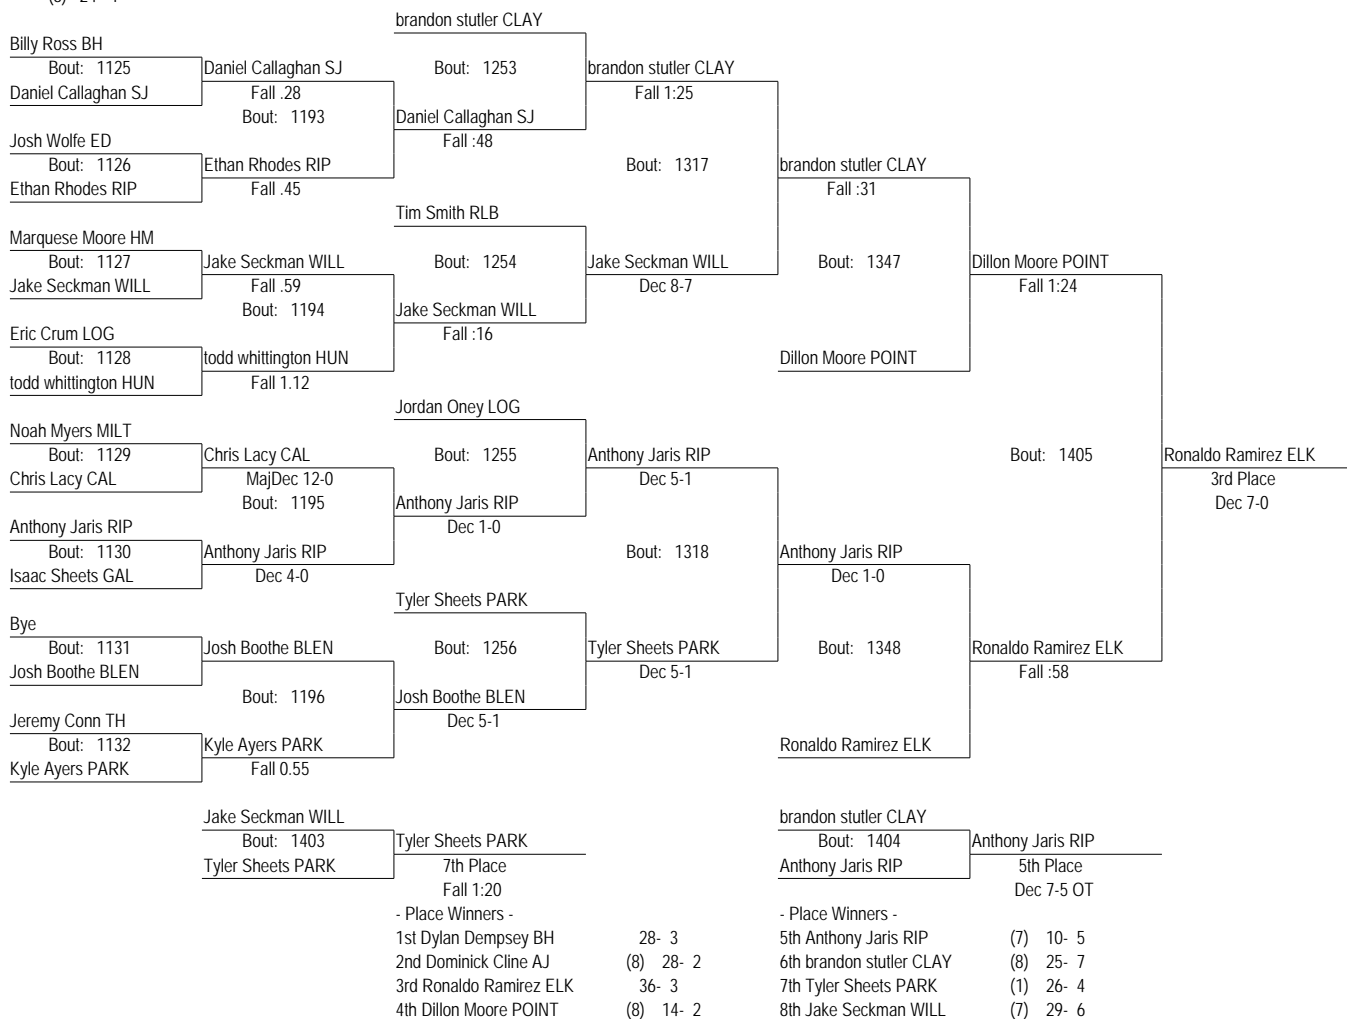 brandon stutler CLAY
Billy Ross BH
Bout: 1125
Daniel Callaghan SJ
Bout: 1253
brandon stutler CLAY
Daniel Callaghan SJ
Fall .28
Fall 1:25
Bout: 1193
Daniel Callaghan SJ
Josh Wolfe ED
Fall :48
Bout: 1126
Ethan Rhodes RIP
Bout: 1317
brandon stutler CLAY
Ethan Rhodes RIP
Fall .45
Fall :31
Tim Smith RLB
Marquese Moore HM
Bout: 1127
Jake Seckman WILL
Bout: 1254
Jake Seckman WILL
Bout: 1347
Dillon Moore POINT
Jake Seckman WILL
Fall .59
Dec 8-7
Fall 1:24
Bout: 1194
Jake Seckman WILL
Eric Crum LOG
Fall :16
Bout: 1128
todd whittington HUN
Dillon Moore POINT
todd whittington HUN
Fall 1.12
Jordan Oney LOG
Noah Myers MILT
Bout: 1129
Chris Lacy CAL
Bout: 1255
Anthony Jaris RIP
Bout: 1405
Ronaldo Ramirez ELK
Chris Lacy CAL
MajDec 12-0
Dec 5-1
3rd Place
Bout: 1195
Anthony Jaris RIP
Dec 7-0
Anthony Jaris RIP
Dec 1-0
Bout: 1130
Anthony Jaris RIP
Bout: 1318
Anthony Jaris RIP
Isaac Sheets GAL
Dec 4-0
Dec 1-0
Tyler Sheets PARK
Bye
Bout: 1131
Josh Boothe BLEN
Bout: 1256
Tyler Sheets PARK
Bout: 1348
Ronaldo Ramirez ELK
Josh Boothe BLEN
Dec 5-1
Fall :58
Bout: 1196
Josh Boothe BLEN
Jeremy Conn TH
Dec 5-1
Bout: 1132
Kyle Ayers PARK
Ronaldo Ramirez ELK
Kyle Ayers PARK
Fall 0.55
Jake Seckman WILL
brandon stutler CLAY
Bout: 1403
Tyler Sheets PARK
Bout: 1404
Anthony Jaris RIP
Tyler Sheets PARK
7th Place
Anthony Jaris RIP
5th Place
Fall 1:20
Dec 7-5 OT
- Place Winners -
- Place Winners -
1st Dylan Dempsey BH 28- 3
5th Anthony Jaris RIP (7) 10- 5
2nd Dominick Cline AJ (8) 28- 2
6th brandon stutler CLAY (8) 25- 7
3rd Ronaldo Ramirez ELK 36- 3
7th Tyler Sheets PARK (1) 26- 4
4th Dillon Moore POINT (8) 14- 2
8th Jake Seckman WILL (7) 29- 6